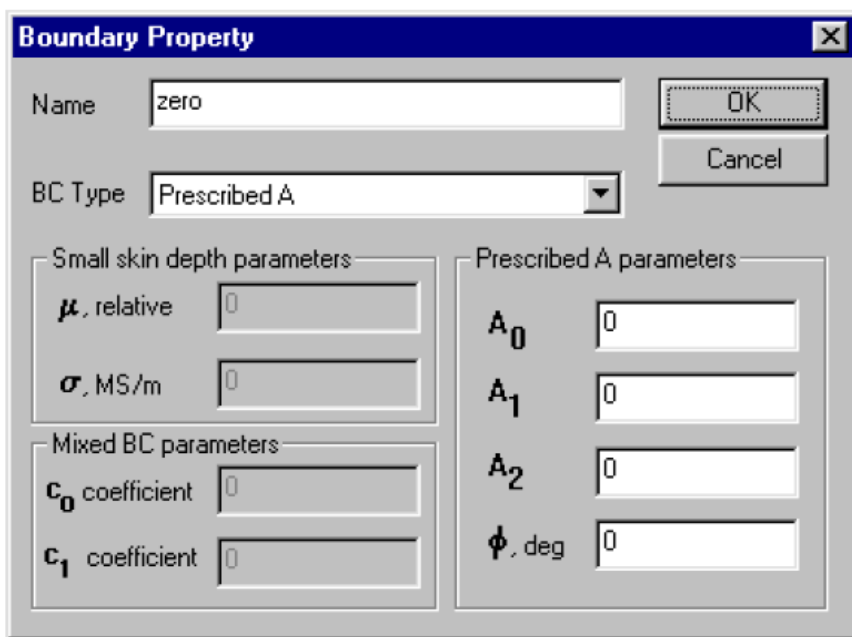 Boundary Property
Name zero
OK
Cancel
BC Type Prescribed A
Small skin depth parameters
μ, relative 0
σ, MS/m 0
Mixed BC parameters
c₀ coefficient 0
c₁ coefficient 0
Prescribed A parameters
A₀ 0
A₁ 0
A₂ 0
ϕ, deg 0